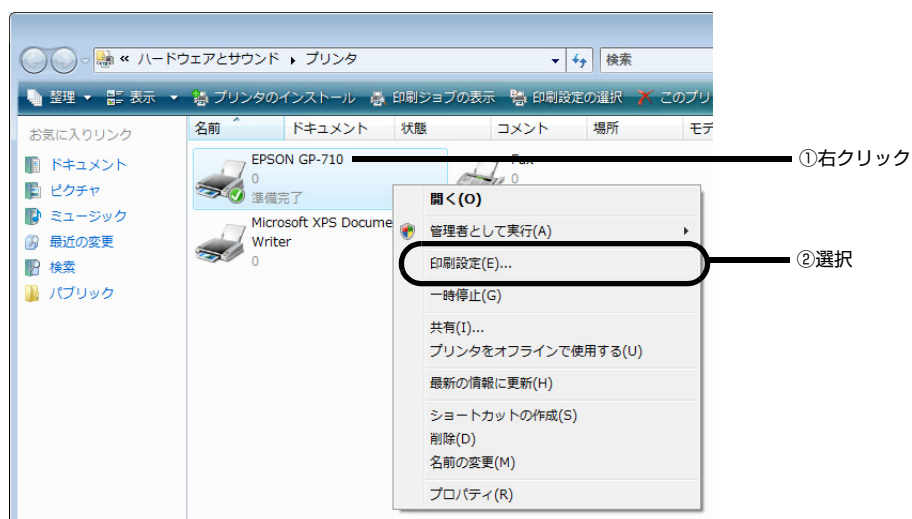 « ハードウェアとサウンド ▸ プリンタ
検索
整理 表示 プリンタのインストール 印刷ジョブの表示 印刷設定の選択 このプリ
お気に入りリンク
名前 ドキュメント 状態 コメント 場所 モデ
ドキュメント
ピクチャ
ミュージック
最近の変更
検索
パブリック
EPSON GP-710
0
準備完了
Fax
0
Microsoft XPS Docume
Writer
0
開く(O)
管理者として実行(A)
印刷設定(E)...
一時停止(G)
共有(I)...
プリンタをオフラインで使用する(U)
最新の情報に更新(H)
ショートカットの作成(S)
削除(D)
名前の変更(M)
プロパティ(R)
①右クリック
②選択